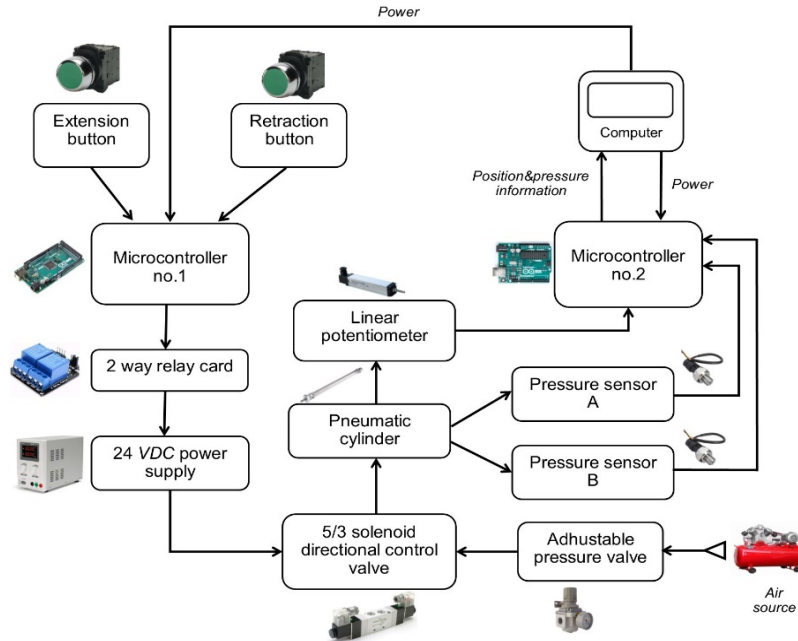 Power
Extension
button
Retraction
button
Computer
Position&pressure
information
Power
Microcontroller
no.1
Microcontroller
no.2
Linear
potentiometer
2 way relay card
Pressure sensor
A
Pneumatic
cylinder
24 VDC power
supply
Pressure sensor
B
5/3 solenoid
directional control
valve
Adhustable
pressure valve
Air
source